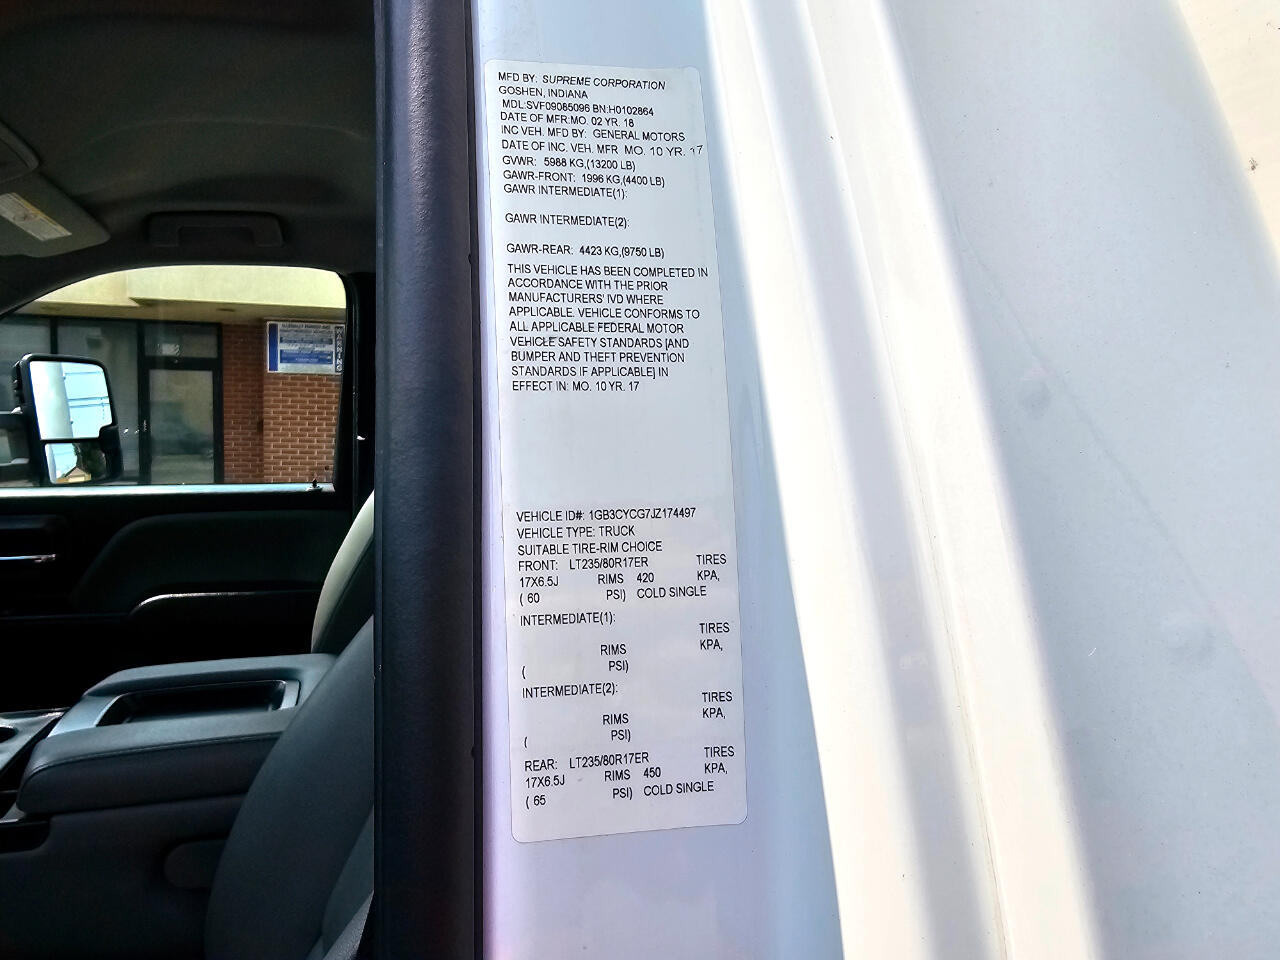 MFD BY: SUPREME CORPORATION
GOSHEN, INDIANA
MDL:SVF09085096 BN:H0102864
DATE OF MFR:MO. 02 YR. 18
INC VEH. MFD BY: GENERAL MOTORS
DATE OF INC. VEH. MFR MO. 10 YR. 17
GVWR: 5988 KG,(13200 LB)
GAWR-FRONT: 1996 KG,(4400 LB)
GAWR INTERMEDIATE(1):
GAWR INTERMEDIATE(2):
GAWR-REAR: 4423 KG,(9750 LB)
THIS VEHICLE HAS BEEN COMPLETED IN
ACCORDANCE WITH THE PRIOR
MANUFACTURERS' IVD WHERE
APPLICABLE. VEHICLE CONFORMS TO
ALL APPLICABLE FEDERAL MOTOR
VEHICLE SAFETY STANDARDS [AND
BUMPER AND THEFT PREVENTION
STANDARDS IF APPLICABLE] IN
EFFECT IN: MO. 10 YR. 17
VEHICLE ID#: 1GB3CYCG7JZ174497
VEHICLE TYPE: TRUCK
SUITABLE TIRE-RIM CHOICE
FRONT: LT235/80R17ER TIRES
17X6.5J RIMS 420 KPA,
( 60 PSI) COLD SINGLE
INTERMEDIATE(1):
TIRES
RIMS KPA,
( PSI)
INTERMEDIATE(2):
TIRES
RIMS KPA,
( PSI)
REAR: LT235/80R17ER TIRES
17X6.5J RIMS 450 KPA,
( 65 PSI) COLD SINGLE
WARNING